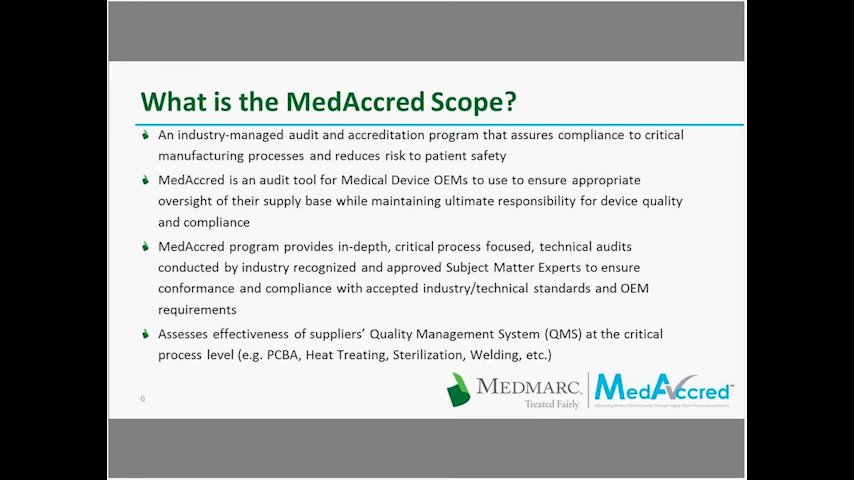 What is the MedAccred Scope?
An industry-managed audit and accreditation program that assures compliance to critical
manufacturing processes and reduces risk to patient safety
MedAccred is an audit tool for Medical Device OEMs to use to ensure appropriate
oversight of their supply base while maintaining ultimate responsibility for device quality
and compliance
MedAccred program provides in-depth, critical process focused, technical audits
conducted by industry recognized and approved Subject Matter Experts to ensure
conformance and compliance with accepted industry/technical standards and OEM
requirements
Assesses effectiveness of suppliers' Quality Management System (QMS) at the critical
process level (e.g. PCBA, Heat Treating, Sterilization, Welding, etc.)
MEDMARC.
Treated Fairly
MedAccred™
6